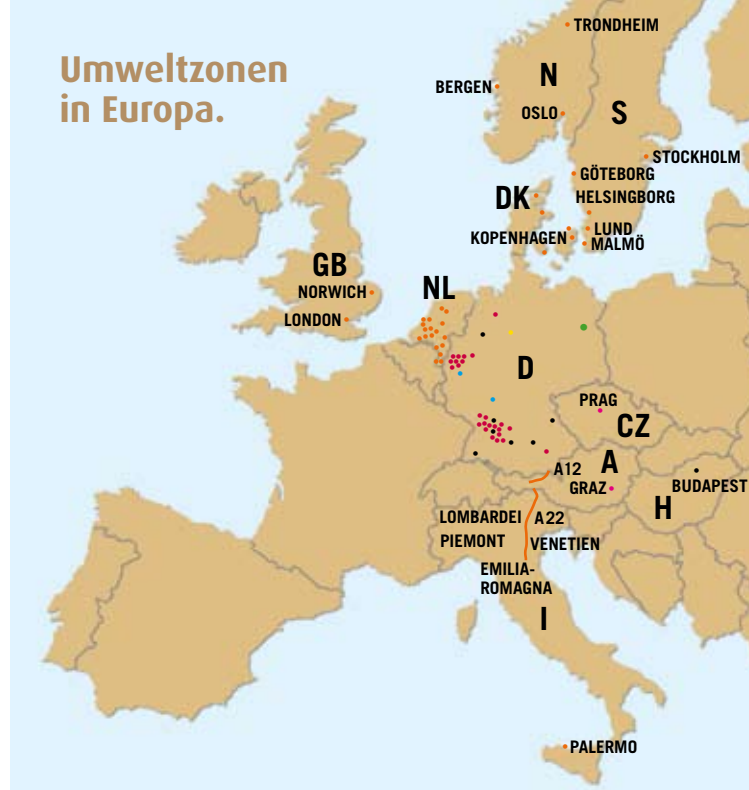 Umweltzonen
in Europa.
TRONDHEIM
N
BERGEN
OSLO
S
STOCKHOLM
GÖTEBORG
DK
HELSINGBORG
LUND
KOPENHAGEN
MALMÖ
GB
NL
NORWICH
LONDON
D
PRAG
CZ
A
A12
GRAZ
BUDAPEST
H
LOMBARDEI
A22
PIEMONT
VENETIEN
EMILIA-
ROMAGNA
I
PALERMO